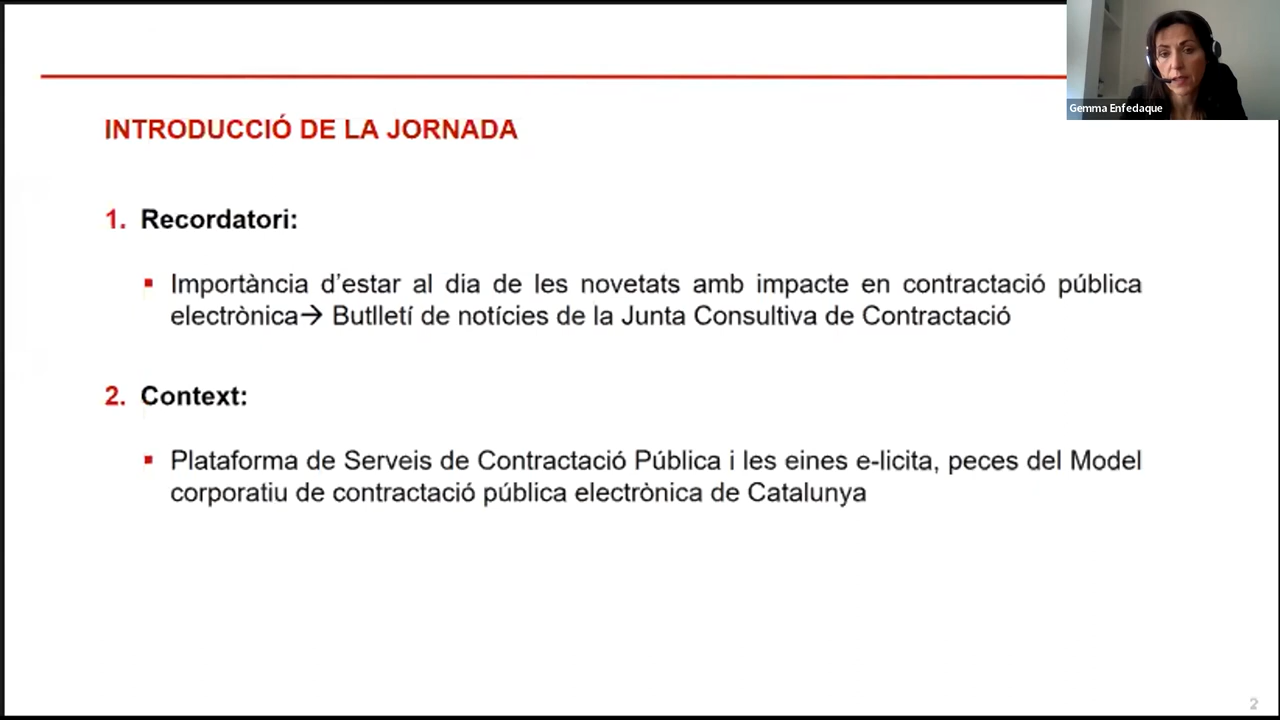 Gemma Enfedaque
INTRODUCCIÓ DE LA JORNADA
1. Recordatori:
▪ Importància d’estar al dia de les novetats amb impacte en contractació pública
electrònica→ Butlletí de notícies de la Junta Consultiva de Contractació
2. Context:
▪ Plataforma de Serveis de Contractació Pública i les eines e-licita, peces del Model
corporatiu de contractació pública electrònica de Catalunya
2